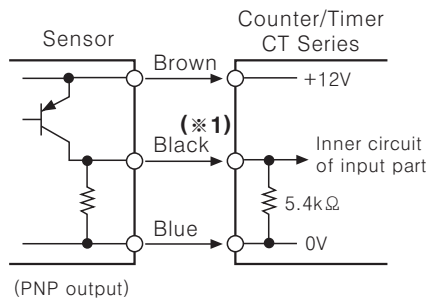 Counter/Timer
CT Series
Sensor
Brown
+12V
(※1)
Black
Inner circuit
of input part
5.4kΩ
Blue
0V
(PNP output)